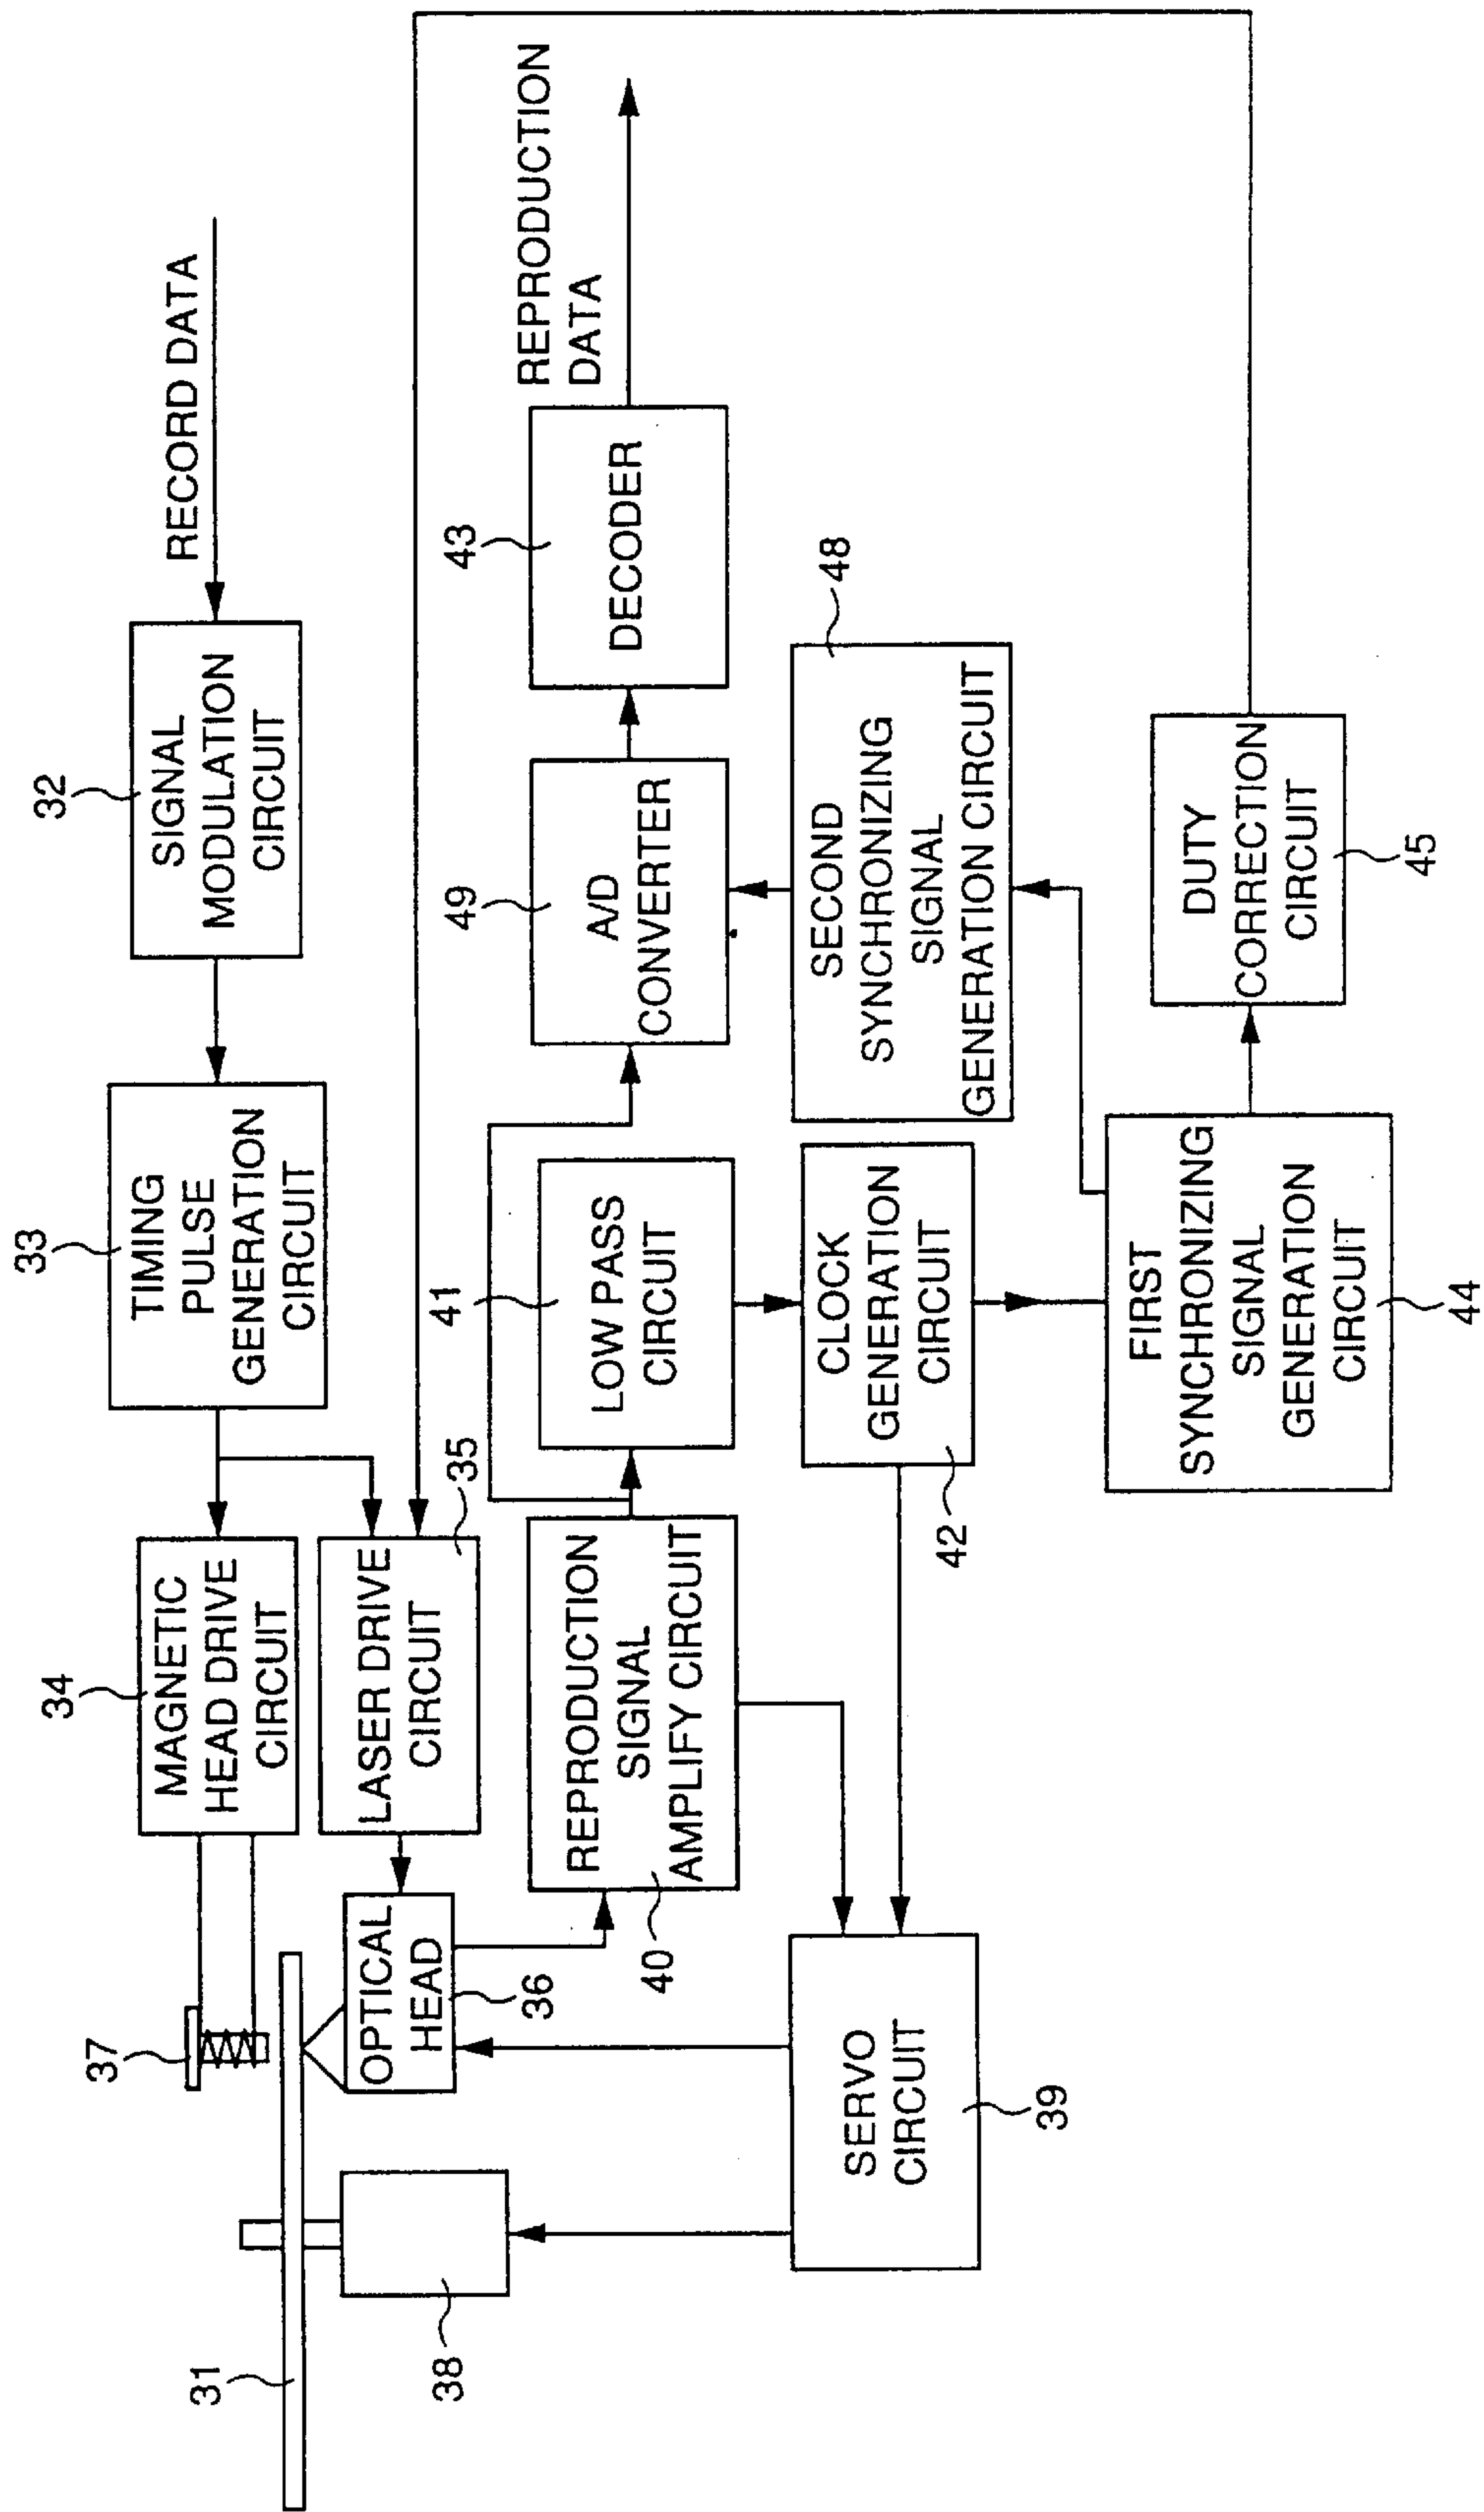 RECORD DATA
32
SIGNAL
MODULATION
CIRCUIT
33
TIMING
PULSE
GENERATION
CIRCUIT
34
MAGNETIC
HEAD DRIVE
CIRCUIT
35
LASER DRIVE
CIRCUIT
37
31
38
OPTICAL
HEAD
36
REPRODUCTION
SIGNAL
AMPLIFY CIRCUIT
40
41
LOW PASS
CIRCUIT
49
A/D
CONVERTER
43
DECODER
REPRODUCTION
DATA
SERVO
CIRCUIT
39
CLOCK
GENERATION
CIRCUIT
42
48
SECOND
SYNCHRONIZING
SIGNAL
GENERATION CIRCUIT
FIRST
SYNCHRONIZING
SIGNAL
GENERATION
CIRCUIT
44
DUTY
CORRECTION
CIRCUIT
45